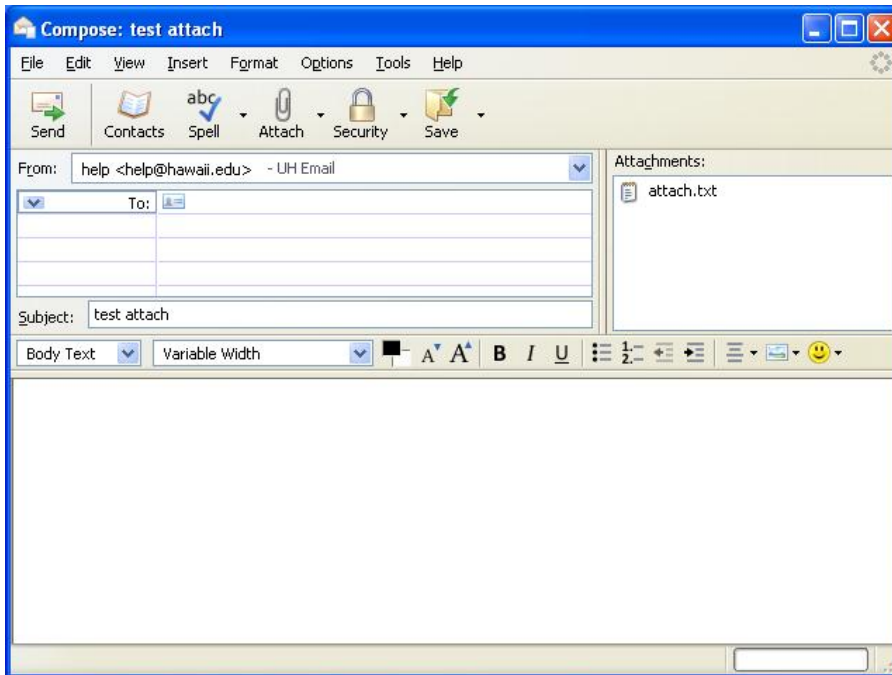 Compose: test attach
File Edit View Insert Format Options Tools Help
Send Contacts Spell Attach Security Save
From: help <help@hawaii.edu> - UH Email
Attachments:
attach.txt
To:
Subject: test attach
Body Text Variable Width
A A B I U